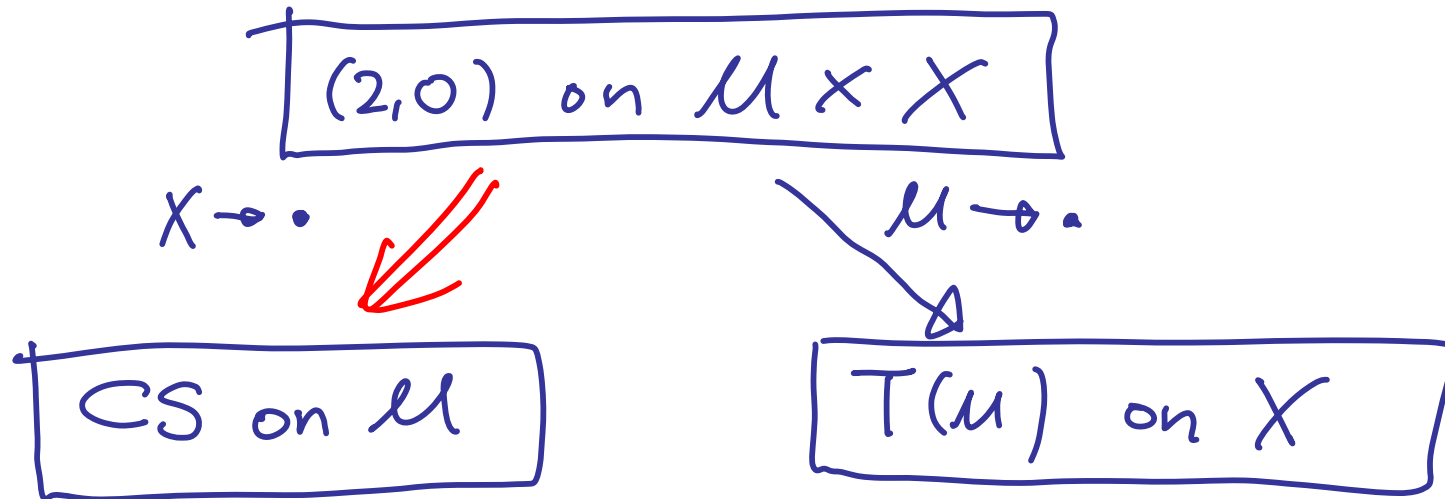 (2,0) on M × X
X → •
M → •
CS on M
T(M) on X